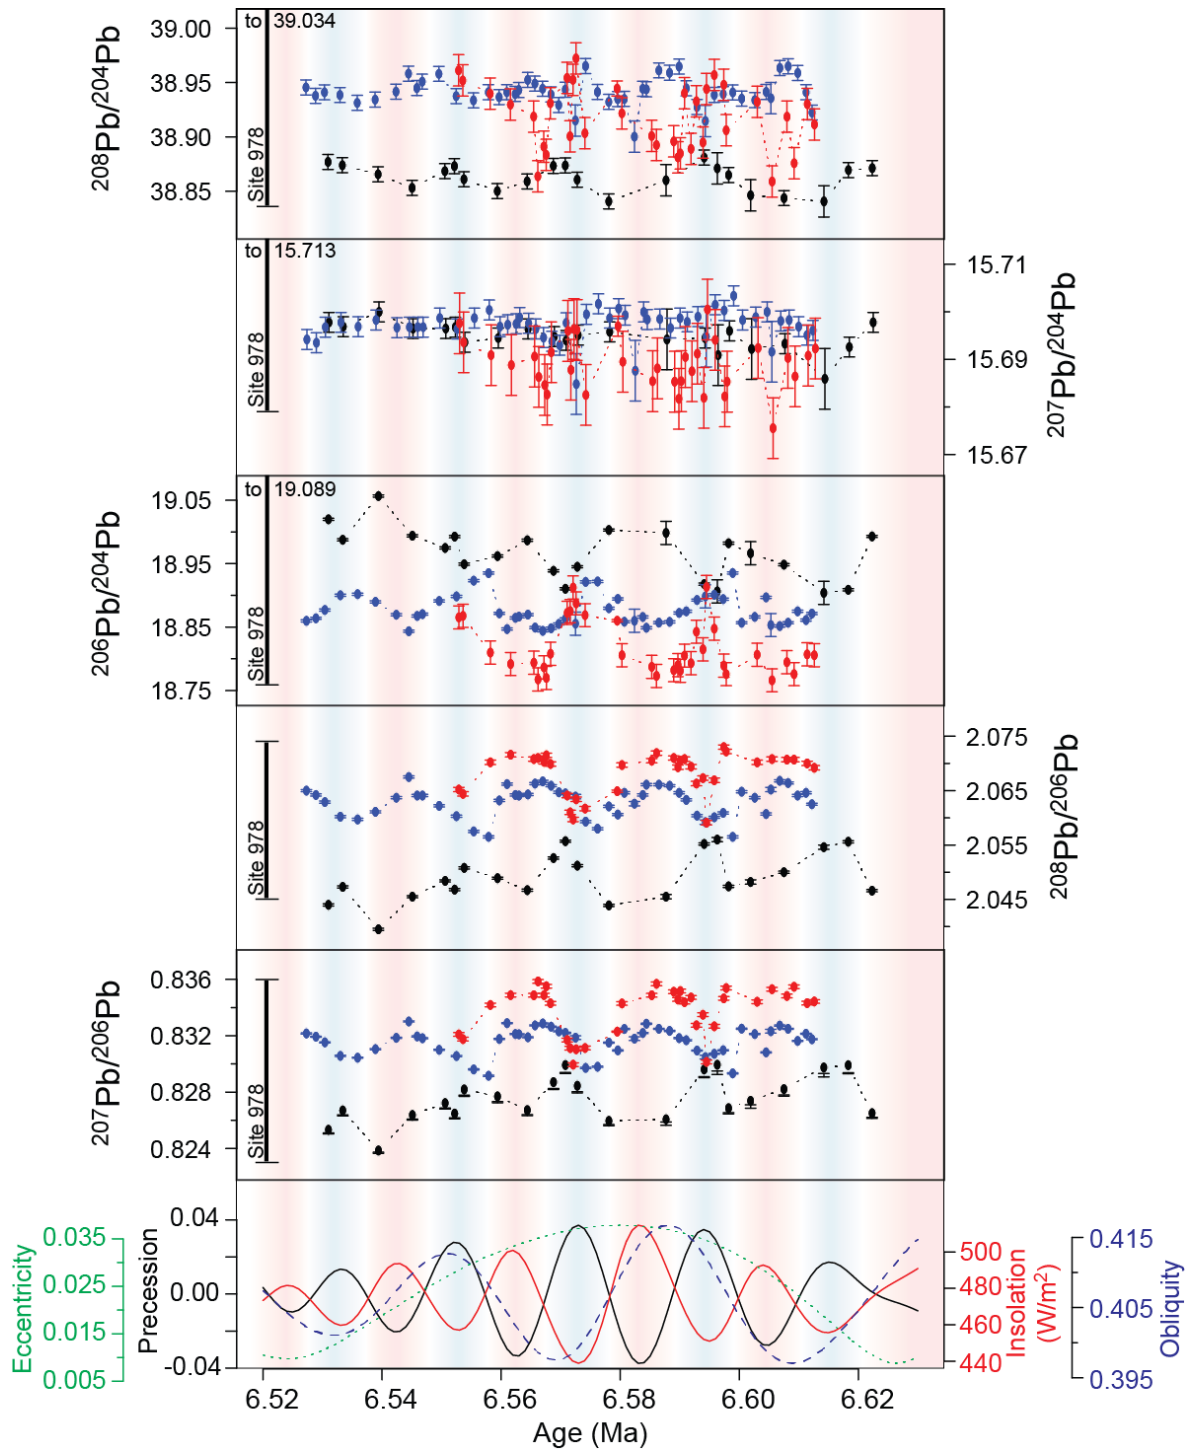 to 39.034
39.00
38.95
38.90
38.85
208Pb/204Pb
Site 978
to 15.713
15.71
15.69
15.67
207Pb/204Pb
Site 978
to 19.089
19.05
18.95
18.85
18.75
206Pb/204Pb
Site 978
2.075
2.065
2.055
2.045
208Pb/206Pb
Site 978
0.836
0.832
0.828
0.824
207Pb/206Pb
Site 978
Eccentricity
0.035
0.025
0.015
0.005
Precession
0.04
0.00
-0.04
500
480
460
440
Insolation
(W/m2)
0.415
0.405
0.395
Obliquity
6.52 6.54 6.56 6.58 6.60 6.62
Age (Ma)